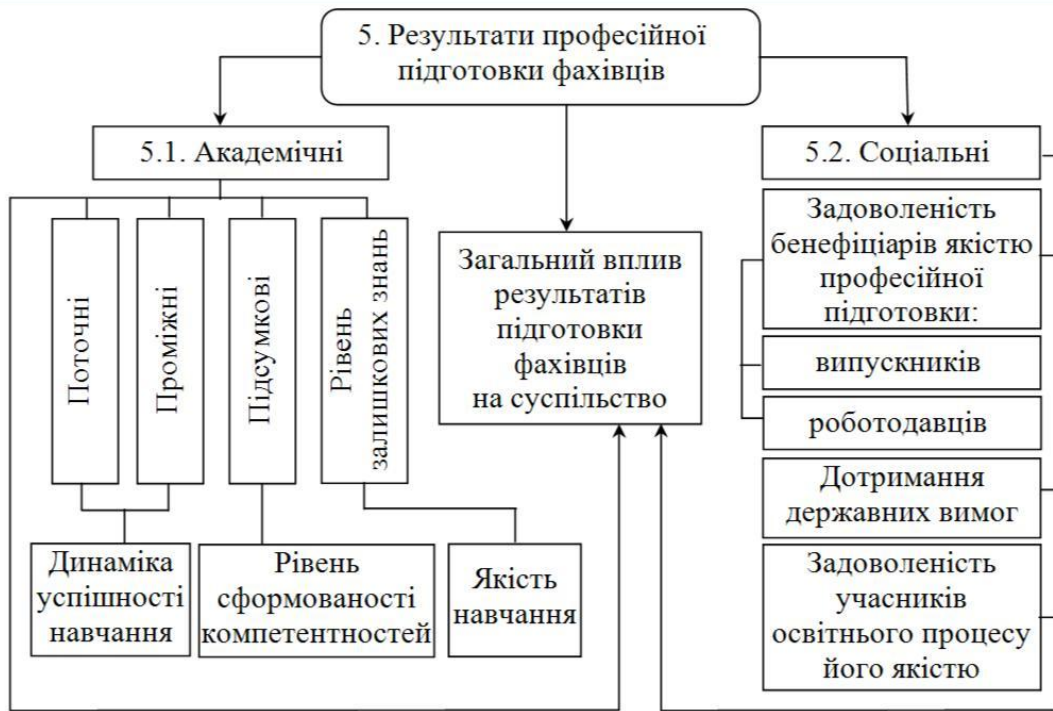 5. Результати професійної
підготовки фахівців
5.1. Академічні
Поточні
Проміжні
Підсумкові
Рівень
залишкових знань
Динаміка
успішності
навчання
Рівень
сформованості
компетентностей
Якість
навчання
Загальний вплив
результатів
підготовки
фахівців
на суспільство
5.2. Соціальні
Задоволеність
бенефіціарів якістю
професійної
підготовки:
випускників
роботодавців
Дотримання
державних вимог
Задоволеність
учасників
освітнього процесу
його якістю